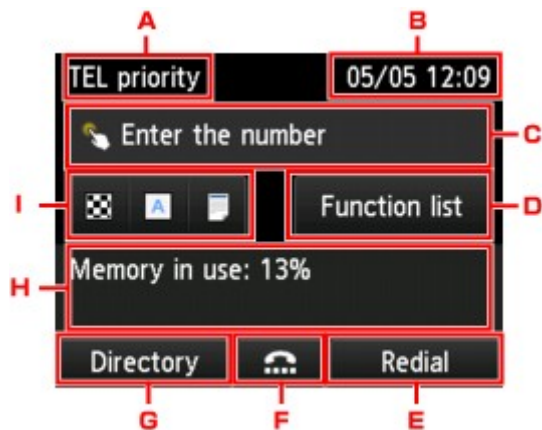 A
B
TEL priority
05/05 12:09
Enter the number
C
I
A
Function list
D
Memory in use: 13%
H
Directory
Redial
G
F
E